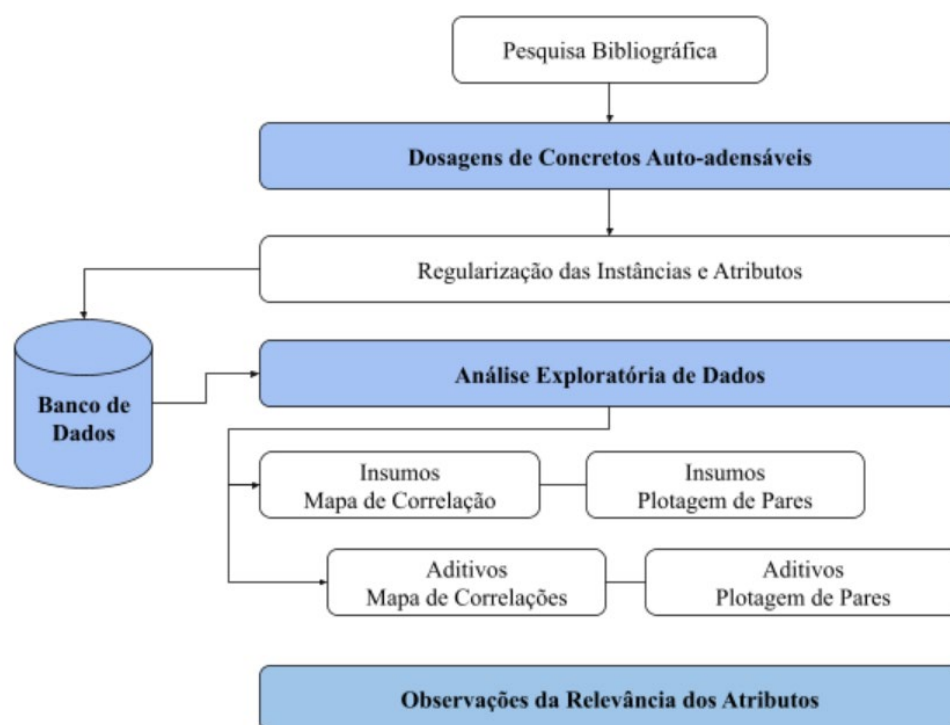 Pesquisa Bibliográfica
Dosagens de Concretos Auto-adensáveis
Regularização das Instâncias e Atributos
Banco de
Dados
Análise Exploratória de Dados
Insumos
Mapa de Correlação
Insumos
Plotagem de Pares
Aditivos
Mapa de Correlações
Aditivos
Plotagem de Pares
Observações da Relevância dos Atributos